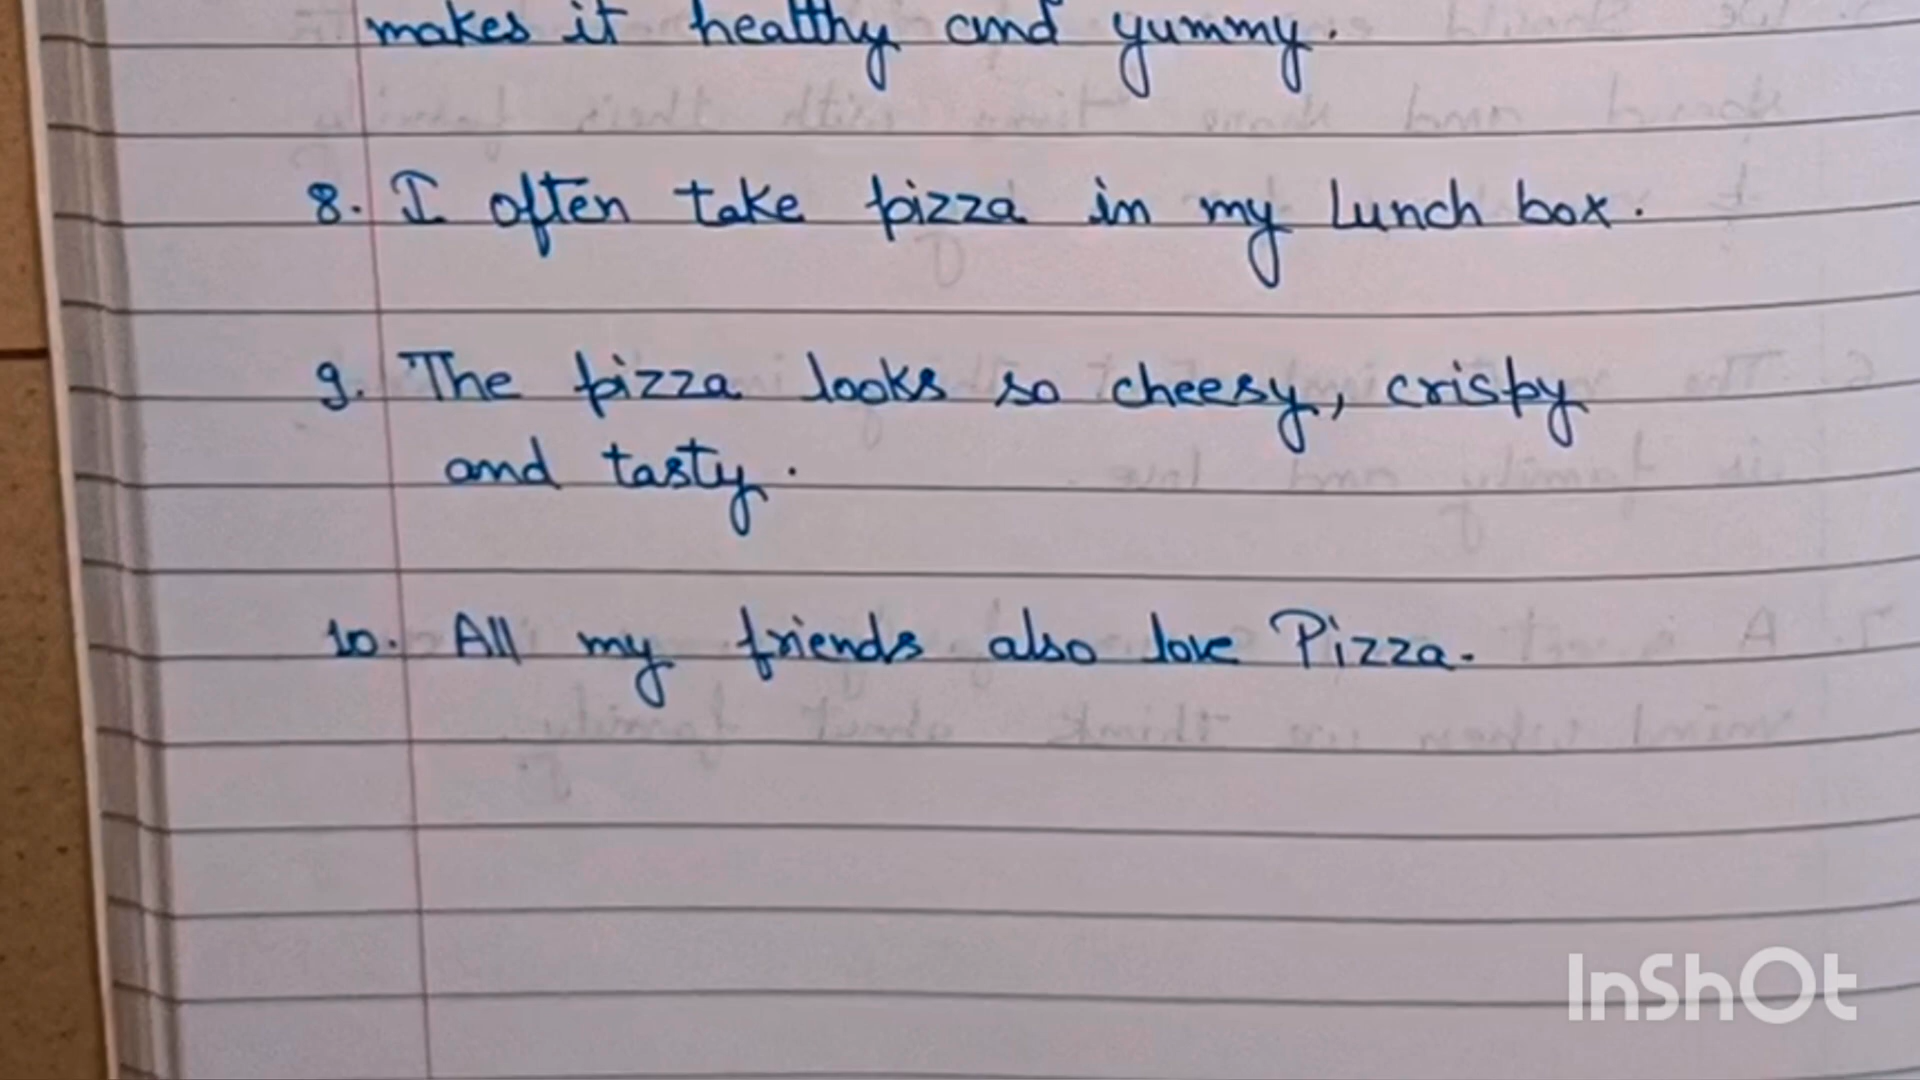 makes it healthy and yummy.
8. I often take pizza in my lunch box.
9. The pizza looks so cheesy, crispy
and tasty.
10. All my friends also love Pizza.
InShOt